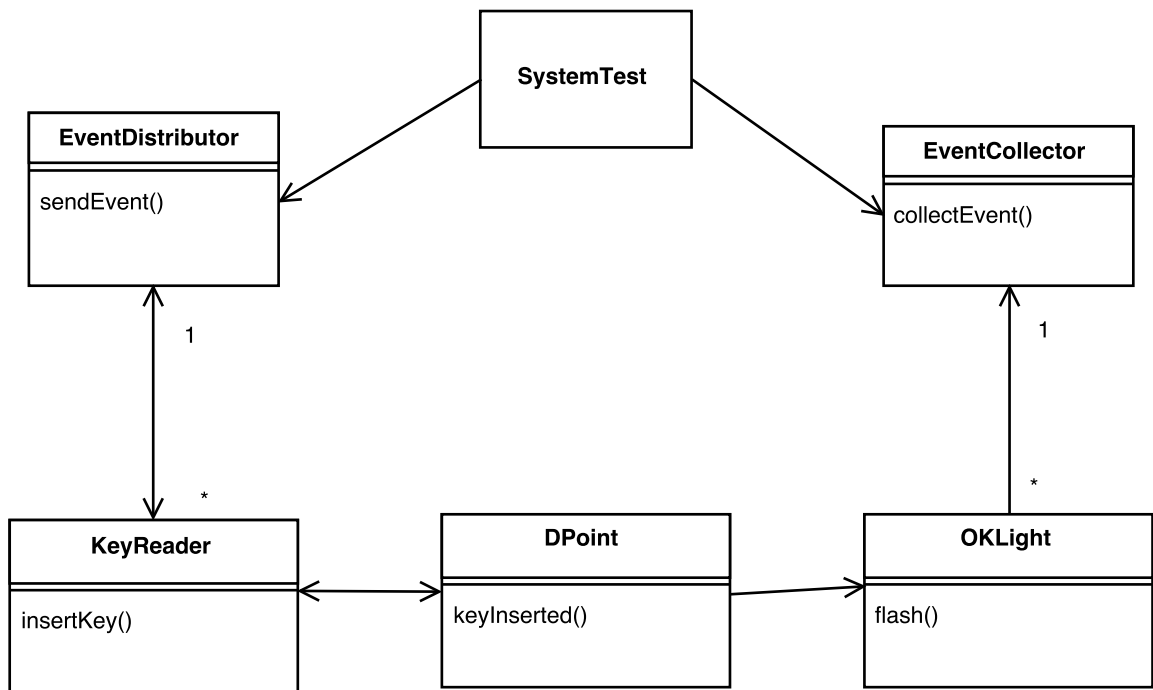 SystemTest
EventDistributor
sendEvent()
EventCollector
collectEvent()
1
1
*
*
KeyReader
insertKey()
DPoint
keyInserted()
OKLight
flash()